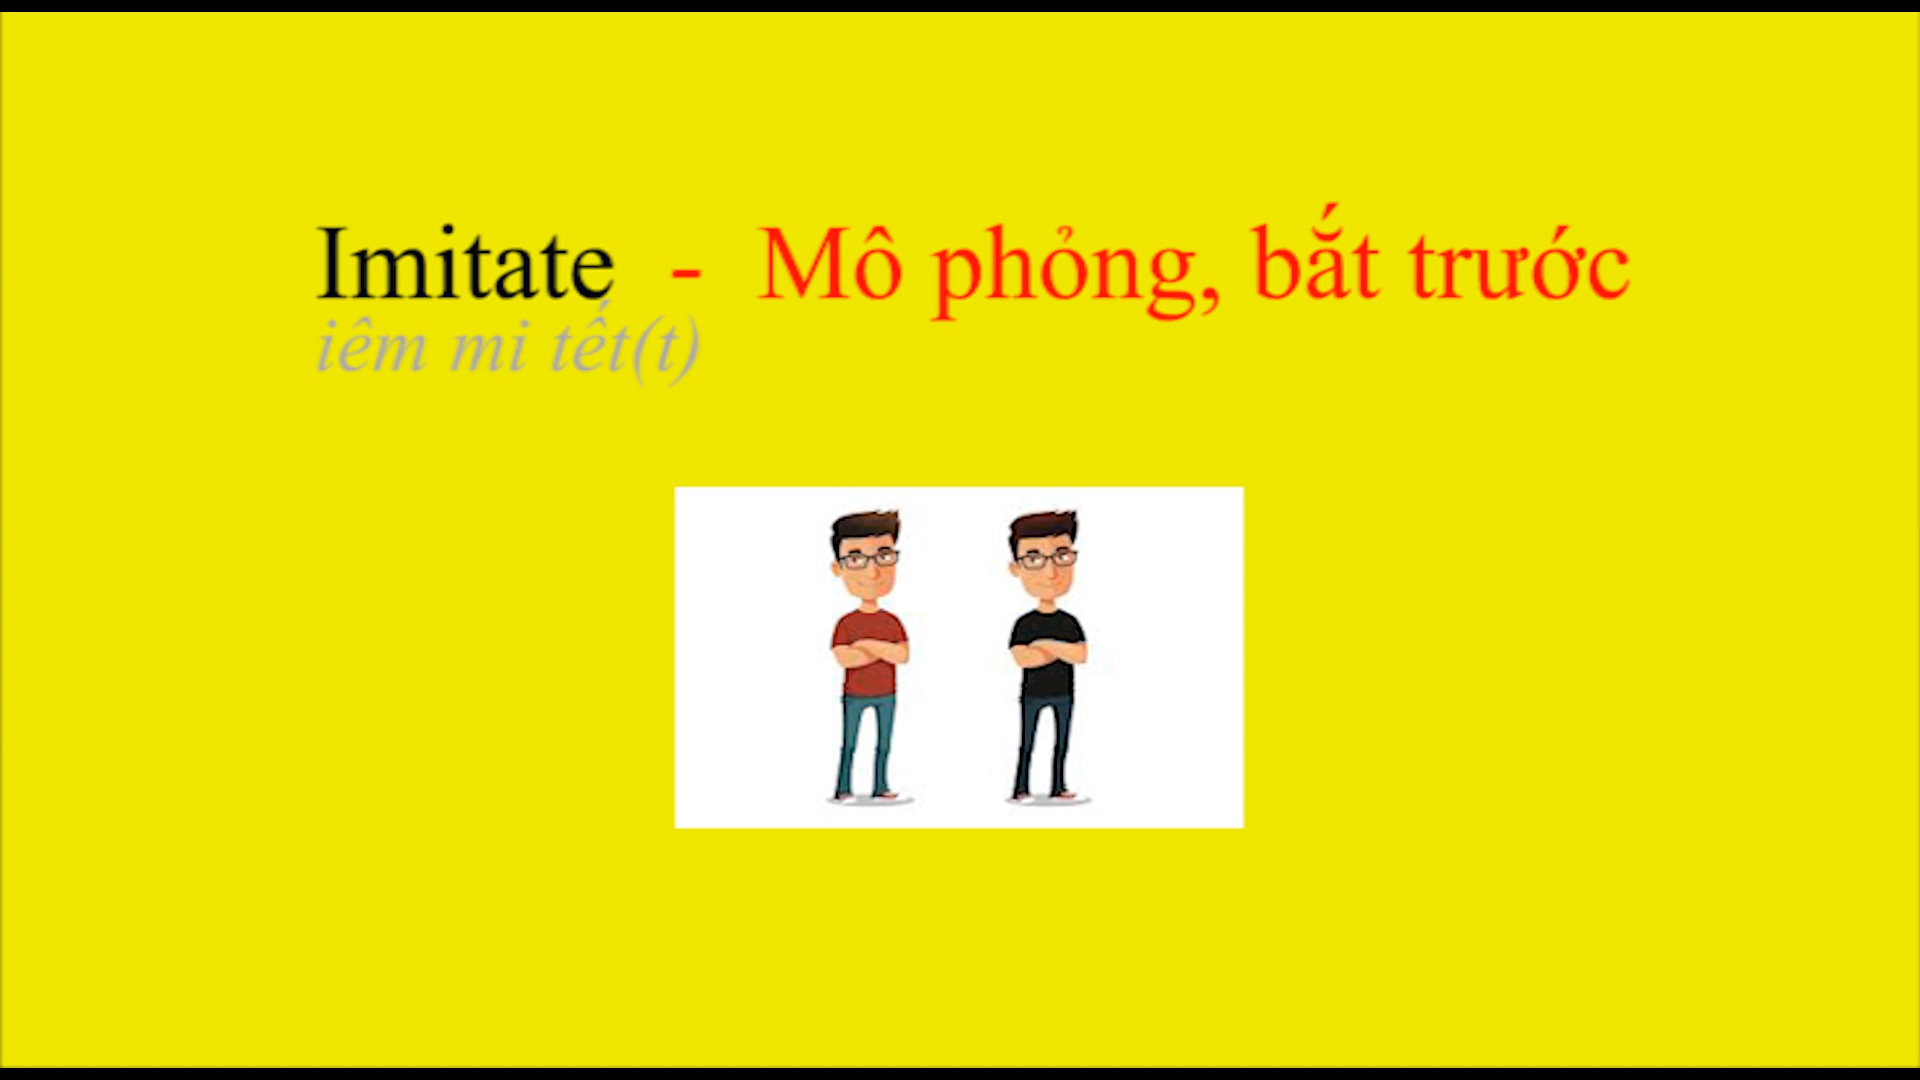 Imitate - Mô phỏng, bắt trước
iêm mi tết(t)